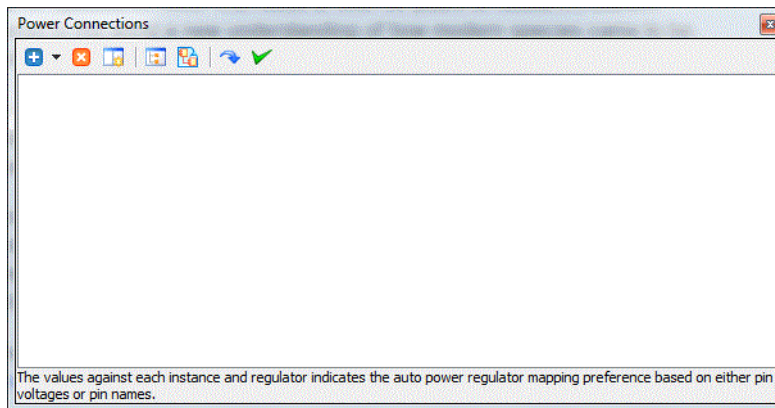 Power Connections
The values against each instance and regulator indicates the auto power regulator mapping preference based on either pin
voltages or pin names.